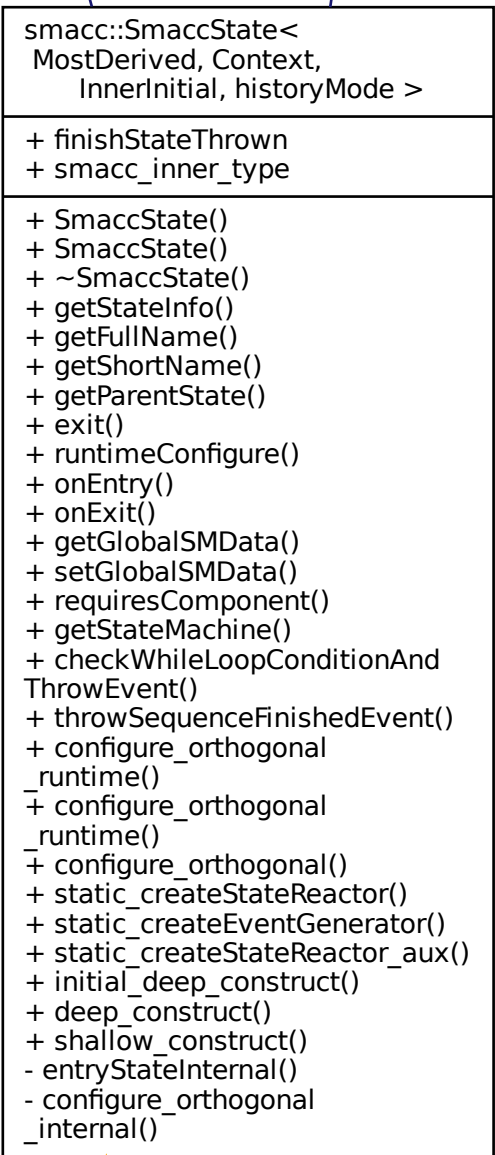 smacc::SmaccState<
MostDerived, Context,
InnerInitial, historyMode >
+ finishStateThrown
+ smacc_inner_type
+ SmaccState()
+ SmaccState()
+ ~SmaccState()
+ getStateInfo()
+ getFullName()
+ getShortName()
+ getParentState()
+ exit()
+ runtimeConfigure()
+ onEntry()
+ onExit()
+ getGlobalSMData()
+ setGlobalSMData()
+ requiresComponent()
+ getStateMachine()
+ checkWhileLoopConditionAnd
ThrowEvent()
+ throwSequenceFinishedEvent()
+ configure_orthogonal
_runtime()
+ configure_orthogonal
_runtime()
+ configure_orthogonal()
+ static_createStateReactor()
+ static_createEventGenerator()
+ static_createStateReactor_aux()
+ initial_deep_construct()
+ deep_construct()
+ shallow_construct()
- entryStateInternal()
- configure_orthogonal
_internal()